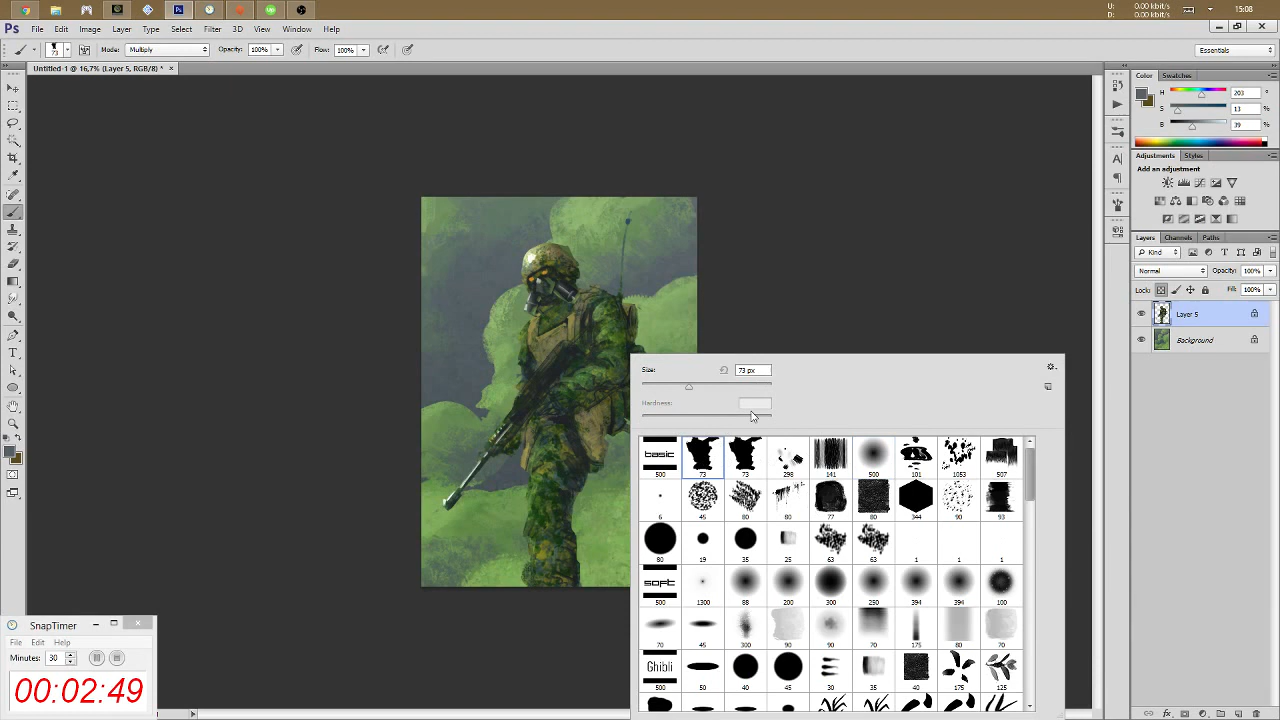 U: 0.00 kbit/s
D: 0.00 kbit/s
15:08
Ps File Edit Image Layer Type Select Filter 3D View Window Help
73 Mode: Multiply Opacity: 100% Flow: 100% Essentials
Untitled-1 @ 16,7% (Layer 5, RGB/8) * ×
Color Swatches
H 203 °
S 13 %
B 39 %
Adjustments Styles
Add an adjustment
Layers Channels Paths
Kind
Normal Opacity: 100%
Lock: Fill: 100%
Layer 5
Background
Size: 73 px
Hardness:
basic
500 73 73 298 141 500 101 1053 507
6 45 80 80 77 80 344 90 93
80 19 35 25 63 63 1 1 1
soft
500 1300 88 200 300 250 394 394 100
70 45 300 90 90 70 175 80 70
Ghibli
500 50 40 45 30 35 40 175 125
SnapTimer
File Edit Help
Minutes: 30
00:02:49